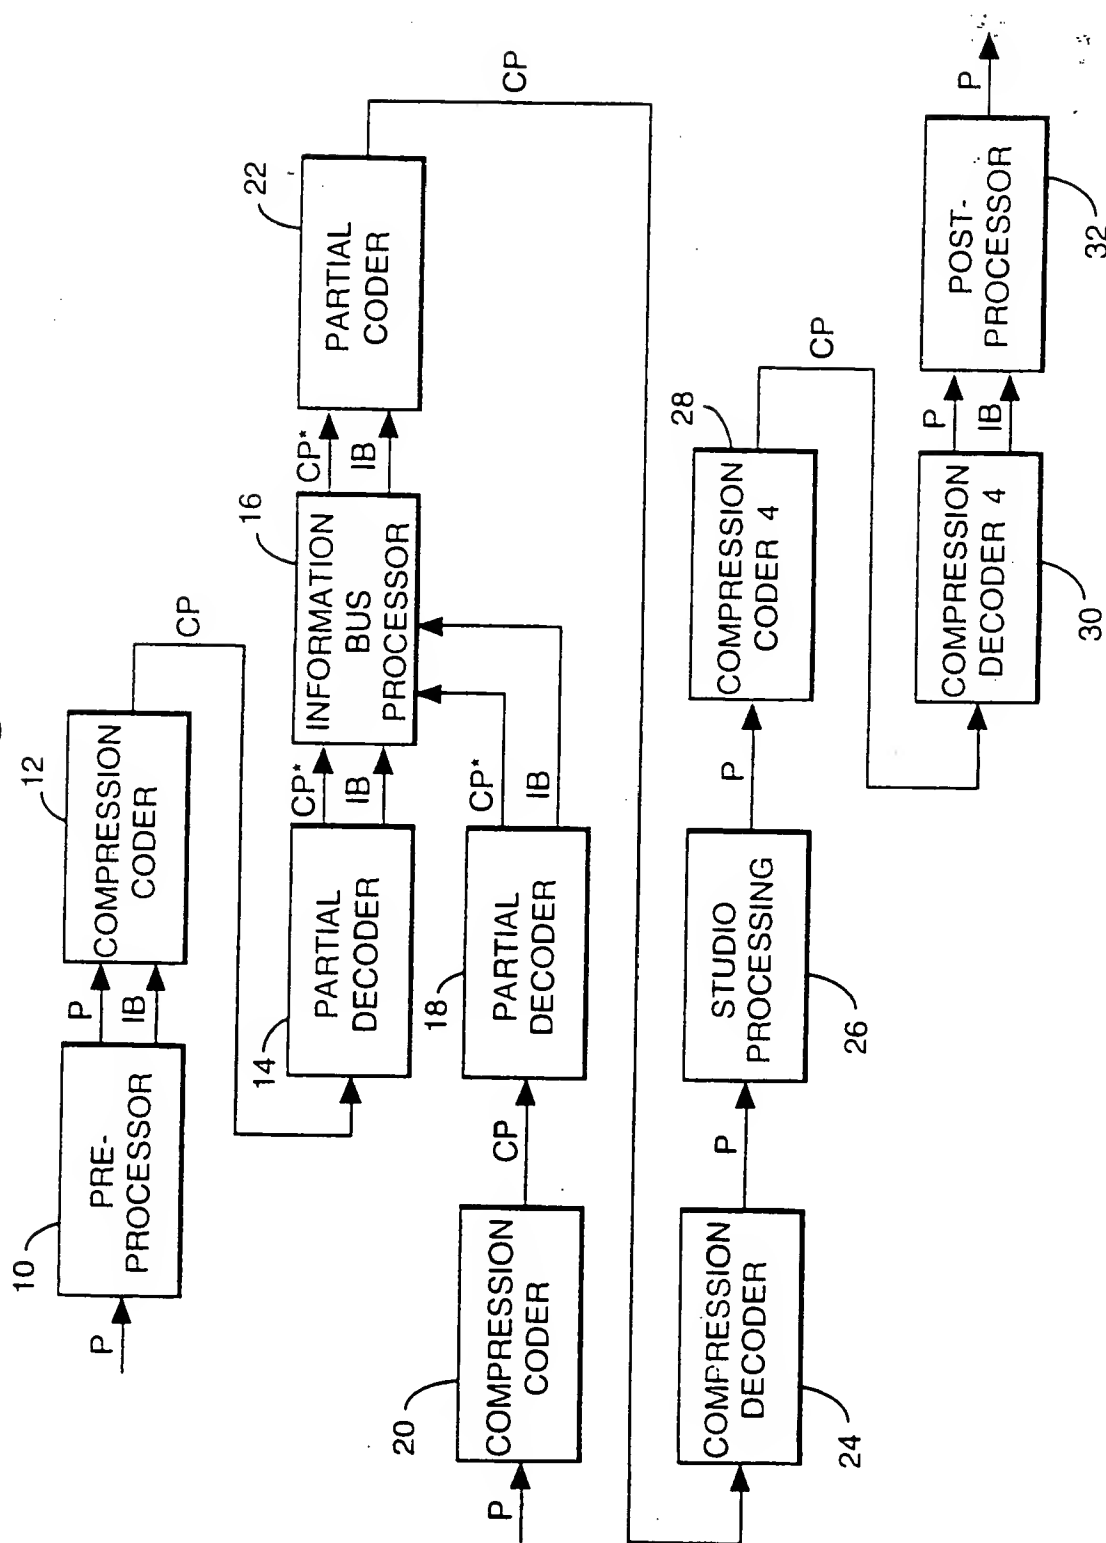 P
10
PRE-
PROCESSOR
P
IB
12
COMPRESSION
CODER
CP
14
PARTIAL
DECODER
CP*
IB
16
INFORMATION
BUS
PROCESSOR
CP*
IB
22
PARTIAL
CODER
CP
P
20
COMPRESSION
CODER
CP
18
PARTIAL
DECODER
CP*
IB
24
COMPRESSION
DECODER
P
26
STUDIO
PROCESSING
P
28
COMPRESSION
CODER 4
CP
30
COMPRESSION
DECODER 4
P
IB
32
POST-
PROCESSOR
P